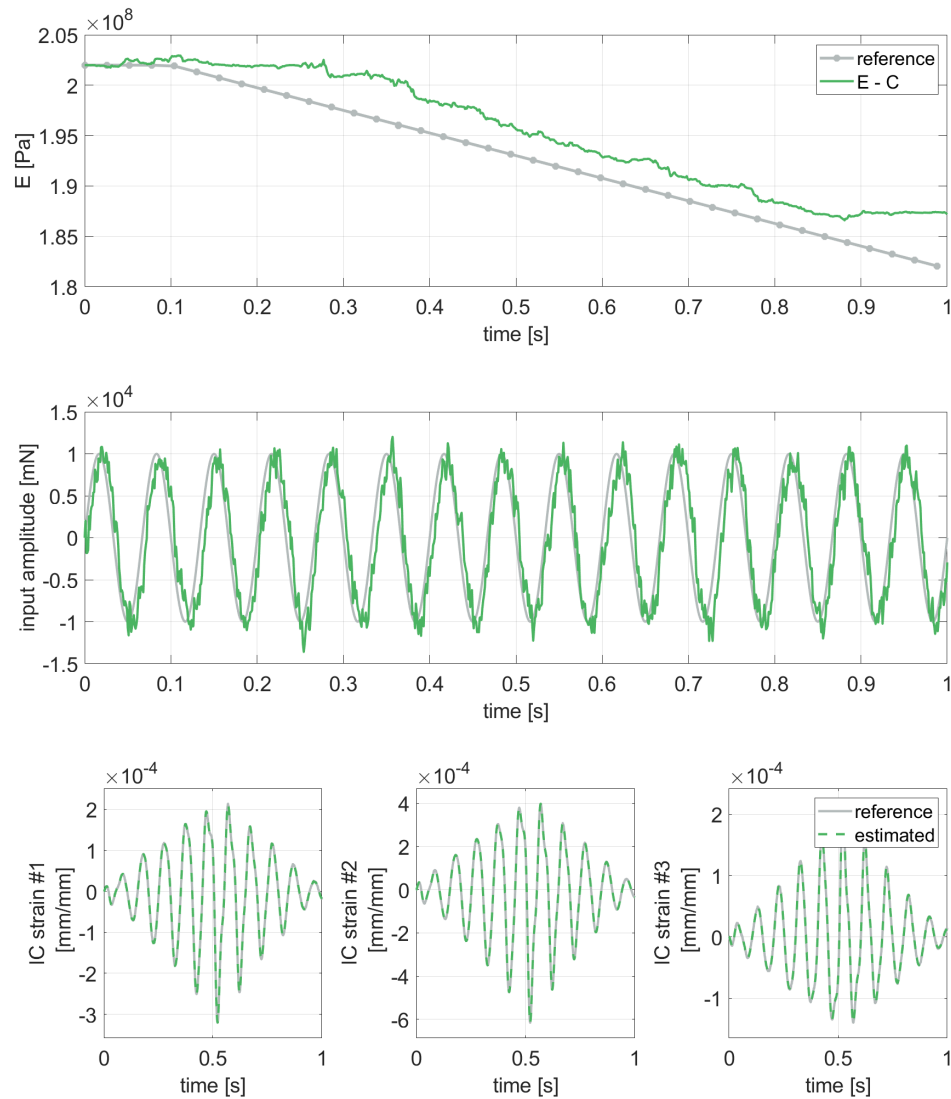 ×10⁸
2.05
2
1.95
1.9
1.85
1.8
E [Pa]
reference
E - C
0 0.1 0.2 0.3 0.4 0.5 0.6 0.7 0.8 0.9 1
time [s]
×10⁴
1.5
1
0.5
0
-0.5
-1
-1.5
input amplitude [mN]
0 0.1 0.2 0.3 0.4 0.5 0.6 0.7 0.8 0.9 1
time [s]
×10⁻⁴
2
1
0
-1
-2
-3
IC strain #1
[mm/mm]
0 0.5 1
time [s]
×10⁻⁴
4
2
0
-2
-4
-6
IC strain #2
[mm/mm]
0 0.5 1
time [s]
×10⁻⁴
1
0
-1
IC strain #3
[mm/mm]
reference
estimated
0 0.5 1
time [s]